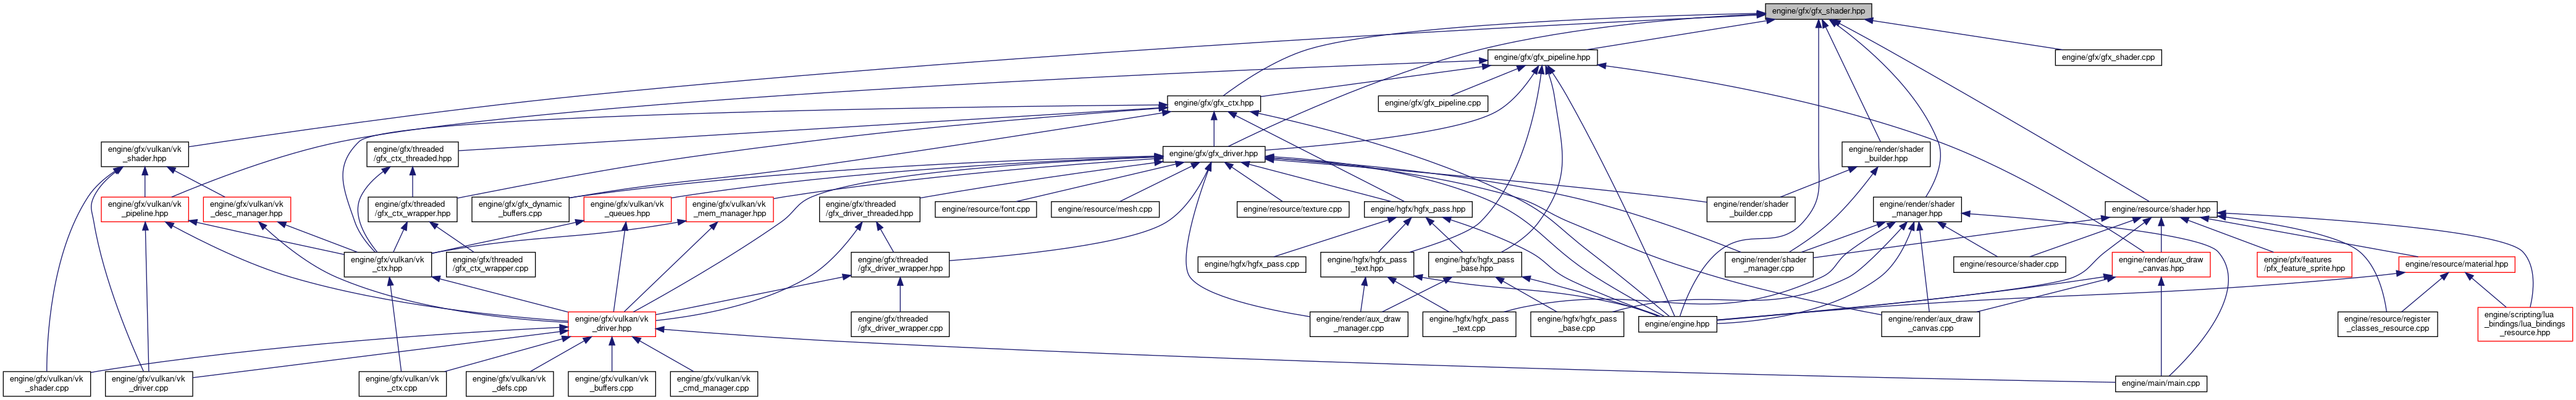 engine/gfx/gfx_shader.hpp
engine/gfx/gfx_pipeline.hpp
engine/gfx/gfx_shader.cpp
engine/gfx/gfx_ctx.hpp
engine/gfx/gfx_pipeline.cpp
engine/gfx/vulkan/vk
_shader.hpp
engine/gfx/threaded
/gfx_ctx_threaded.hpp
engine/gfx/gfx_driver.hpp
engine/render/shader
_builder.hpp
engine/gfx/vulkan/vk
_pipeline.hpp
engine/gfx/vulkan/vk
_desc_manager.hpp
engine/gfx/threaded
/gfx_ctx_wrapper.hpp
engine/gfx/gfx_dynamic
_buffers.cpp
engine/gfx/vulkan/vk
_queues.hpp
engine/gfx/vulkan/vk
_mem_manager.hpp
engine/gfx/threaded
/gfx_driver_threaded.hpp
engine/resource/font.cpp
engine/resource/mesh.cpp
engine/resource/texture.cpp
engine/hgfx/hgfx_pass.hpp
engine/render/shader
_builder.cpp
engine/render/shader
_manager.hpp
engine/resource/shader.hpp
engine/gfx/vulkan/vk
_ctx.hpp
engine/gfx/threaded
/gfx_ctx_wrapper.cpp
engine/gfx/threaded
/gfx_driver_wrapper.hpp
engine/hgfx/hgfx_pass.cpp
engine/hgfx/hgfx_pass
_text.hpp
engine/hgfx/hgfx_pass
_base.hpp
engine/render/shader
_manager.cpp
engine/resource/shader.cpp
engine/render/aux_draw
_canvas.hpp
engine/pfx/features
/pfx_feature_sprite.hpp
engine/resource/material.hpp
engine/gfx/vulkan/vk
_driver.hpp
engine/gfx/threaded
/gfx_driver_wrapper.cpp
engine/render/aux_draw
_manager.cpp
engine/hgfx/hgfx_pass
_text.cpp
engine/hgfx/hgfx_pass
_base.cpp
engine/engine.hpp
engine/render/aux_draw
_canvas.cpp
engine/resource/register
_classes_resource.cpp
engine/scripting/lua
_bindings/lua_bindings
_resource.hpp
engine/gfx/vulkan/vk
_shader.cpp
engine/gfx/vulkan/vk
_driver.cpp
engine/gfx/vulkan/vk
_ctx.cpp
engine/gfx/vulkan/vk
_defs.cpp
engine/gfx/vulkan/vk
_buffers.cpp
engine/gfx/vulkan/vk
_cmd_manager.cpp
engine/main/main.cpp